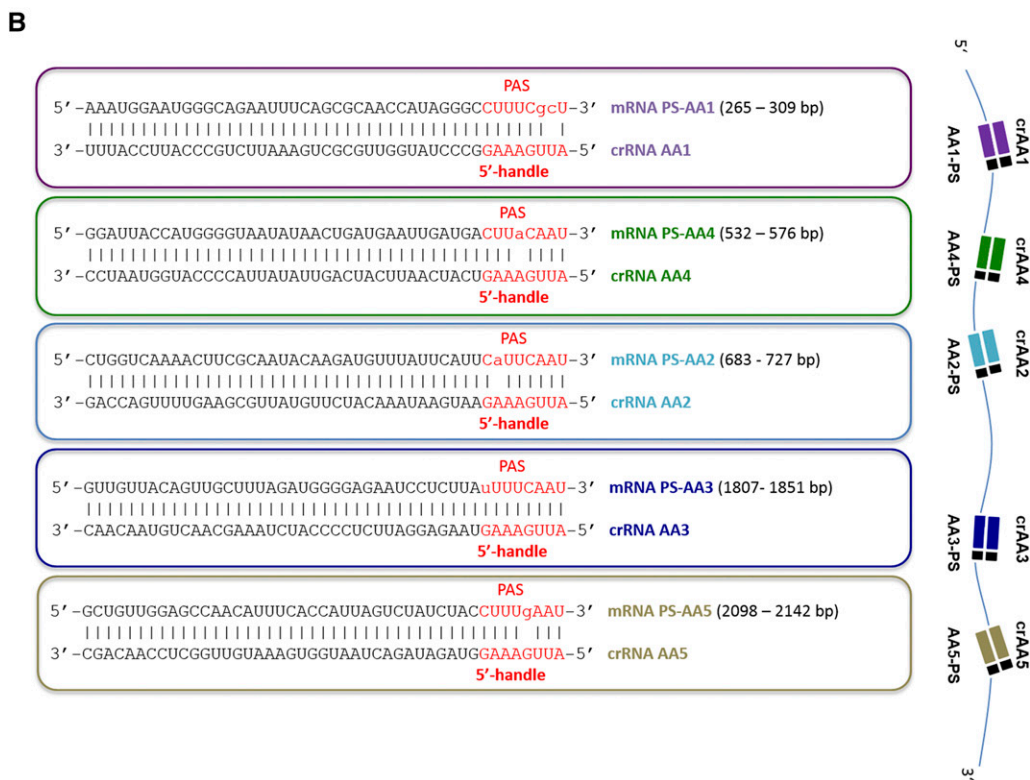 B
PAS
5'-AAAUGGAAUGGGCAGAAUUUCAGCGCAACCAUAGGGCCUUUCgcU-3' mRNA PS-AA1 (265 – 309 bp)
3'-UUUACCUUACCCGUCUUAAAGUCGCGUUGGUAUCCCGGAAAGUUA-5' crRNA AA1
5'-handle
PAS
5'-GGAUUACCAUGGGGUAAUAUAACUGAUGAAUUGAUGACUUaCAAU-3' mRNA PS-AA4 (532 – 576 bp)
3'-CCUAAUGGUACCCCAUUAUAUUGACUACUUAACUACUGAAAGUUA-5' crRNA AA4
5'-handle
PAS
5'-CUGGUCAAAACUUCGCAAUACAAGAUGUUUAUUCAUUCaUUCAAU-3' mRNA PS-AA2 (683 - 727 bp)
3'-GACCAGUUUUGAAGCGUUAUGUUCUACAAAUAAGUAAGAAAGUUA-5' crRNA AA2
5'-handle
PAS
5'-GUUGUUACAGUUGCUUUAGAUGGGGAGAAUCCUCUUAuUUUCAAU-3' mRNA PS-AA3 (1807- 1851 bp)
3'-CAACAAUGUCAACGAAAUCUACCCCUCUUAGGAGAAUGAAAGUUA-5' crRNA AA3
5'-handle
PAS
5'-GCUGUUGGAGCCAACAUUUCACCAUUAGUCUAUCUACCUUUgAAU-3' mRNA PS-AA5 (2098 – 2142 bp)
3'-CGACAACCUCGGUUGUAAAGUGGUAAUCAGAUAGAUGGAAAGUUA-5' crRNA AA5
5'-handle
5'
crAA1
AA1-PS
crAA4
AA4-PS
crAA2
AA2-PS
crAA3
AA3-PS
crAA5
AA5-PS
3'